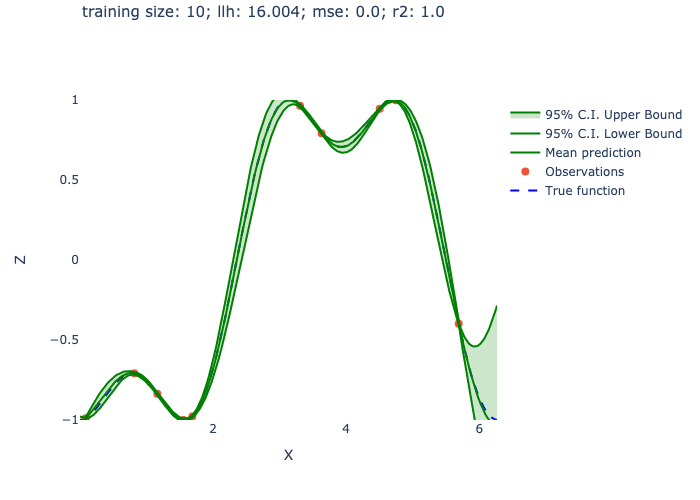 training size: 10; llh: 16.004; mse: 0.0; r2: 1.0
1
0.5
0
−0.5
−1
Z
2
4
6
X
95% C.I. Upper Bound
95% C.I. Lower Bound
Mean prediction
Observations
True function